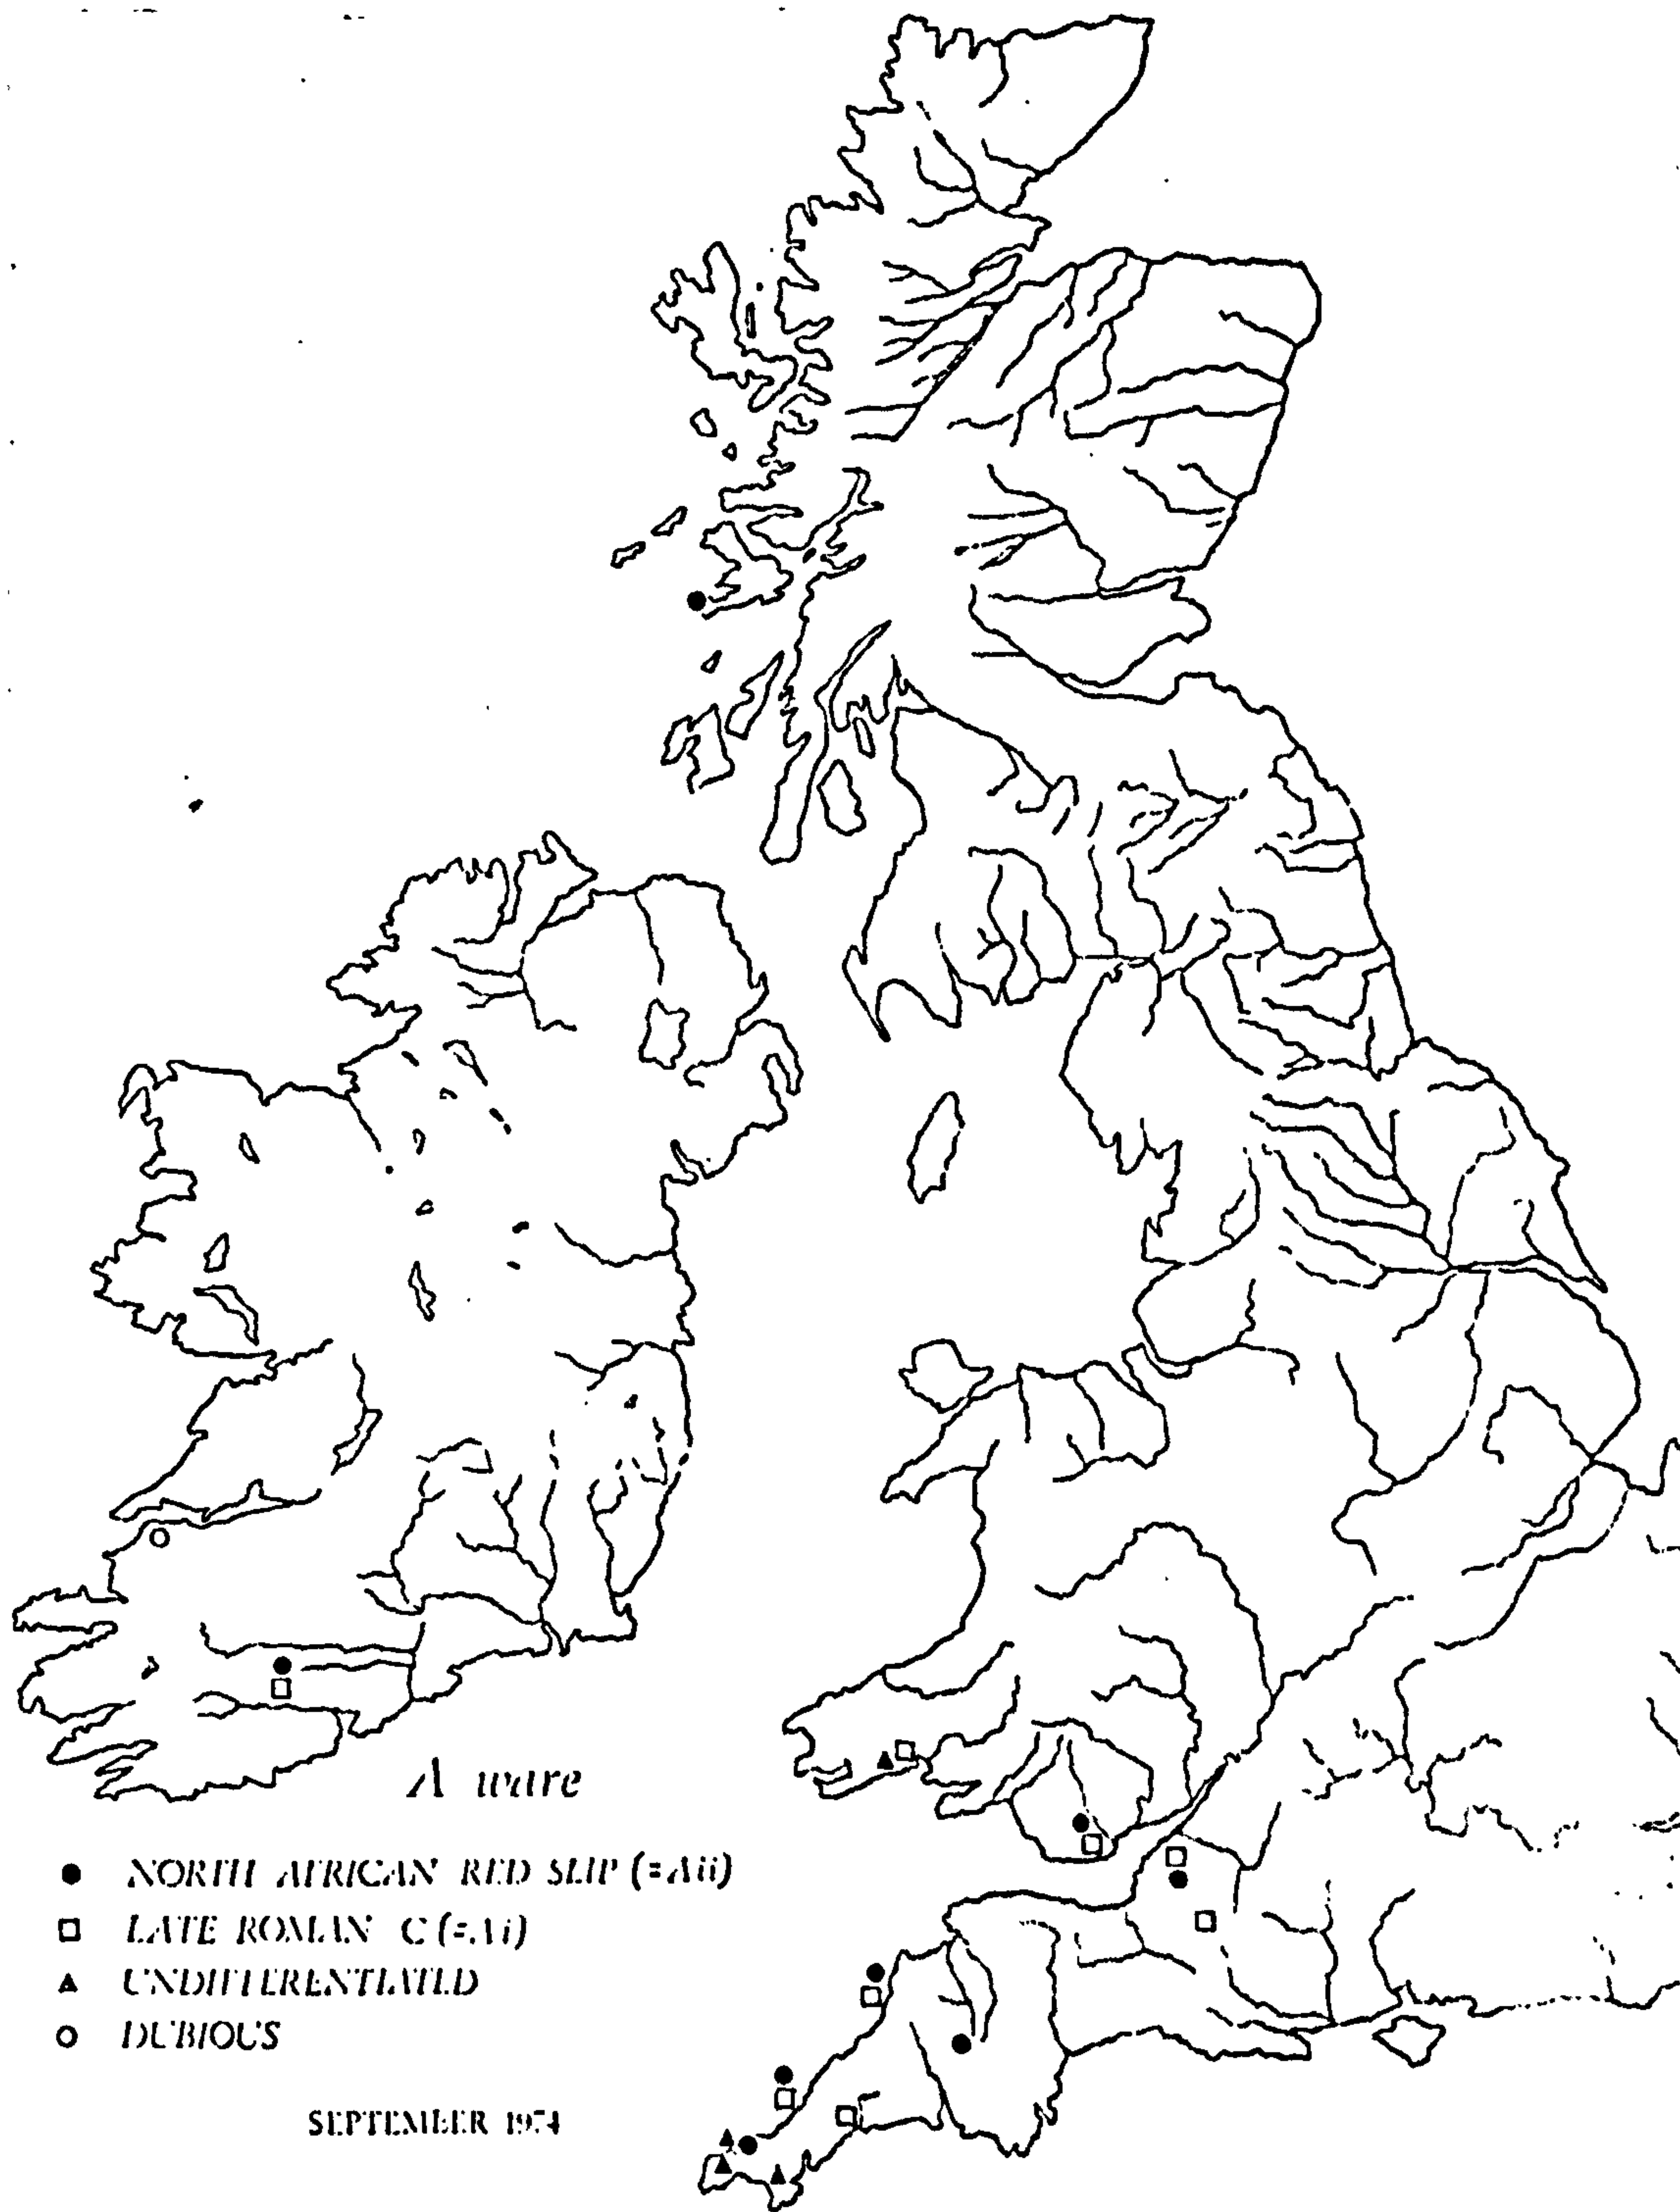 A ware
NORTH AFRICAN RED SLIP (=Aii)
LATE ROMAN C (=Ai)
UNDIFFERENTIATED
DUBIOUS
SEPTEMBER 1974